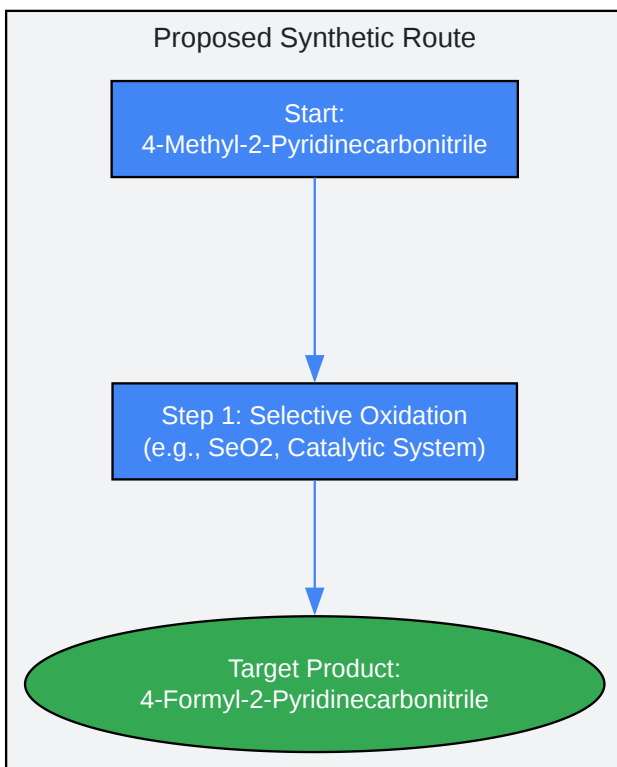 Proposed Synthetic Route
Start:
4-Methyl-2-Pyridinecarbonitrile
Step 1: Selective Oxidation
(e.g., SeO2, Catalytic System)
Target Product:
4-Formyl-2-Pyridinecarbonitrile